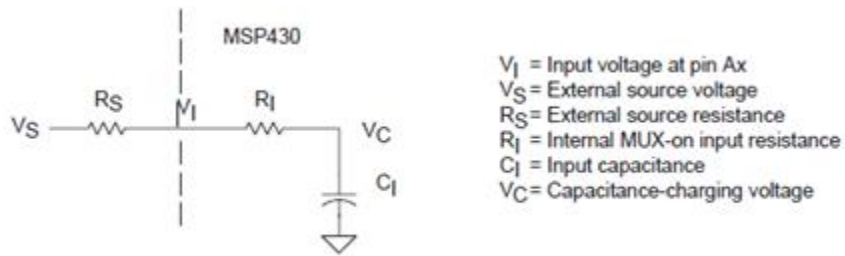 MSP430
RS
VI
RI
VS
VC
CI
VI = Input voltage at pin Ax
VS = External source voltage
RS = External source resistance
RI = Internal MUX-on input resistance
CI = Input capacitance
VC = Capacitance-charging voltage